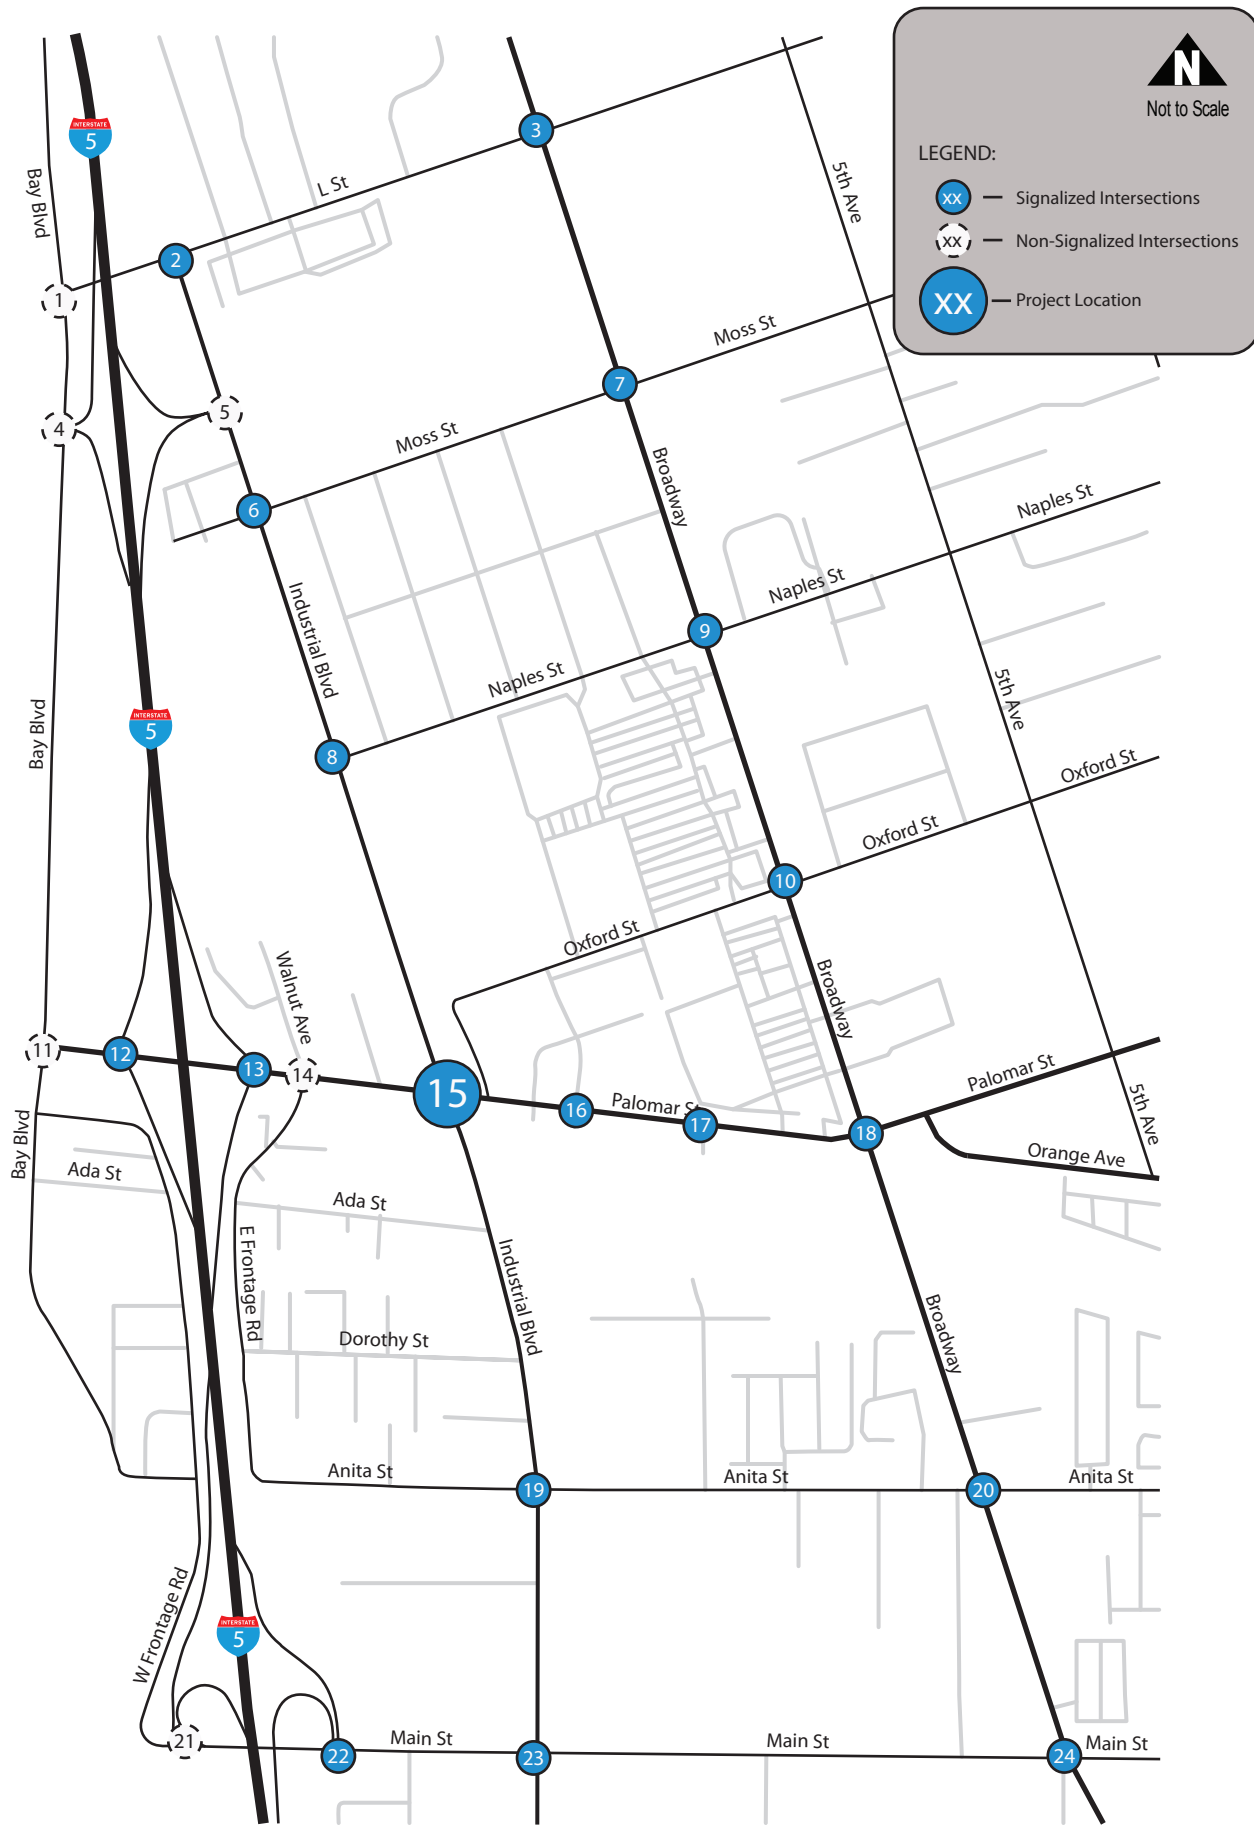 N
Not to Scale
LEGEND:
xx — Signalized Intersections
xx — Non-Signalized Intersections
xx — Project Location
INTERSTATE
5
3
5th Ave
L St
Bay Blvd
2
1
Moss St
7
5
4
Moss St
Broadway
6
Naples St
Naples St
Industrial Blvd
9
Naples St
5th Ave
Bay Blvd
INTERSTATE
5
8
Oxford St
Oxford St
10
Oxford St
Walnut Ave
Broadway
11
12
13
14
15
16
Palomar St
17
18
Palomar St
5th Ave
Orange Ave
Bay Blvd
Ada St
Ada St
E Frontage Rd
Industrial Blvd
Dorothy St
Broadway
Anita St
19
Anita St
20
Anita St
W Frontage Rd
INTERSTATE
5
21
22
Main St
23
Main St
24
Main St